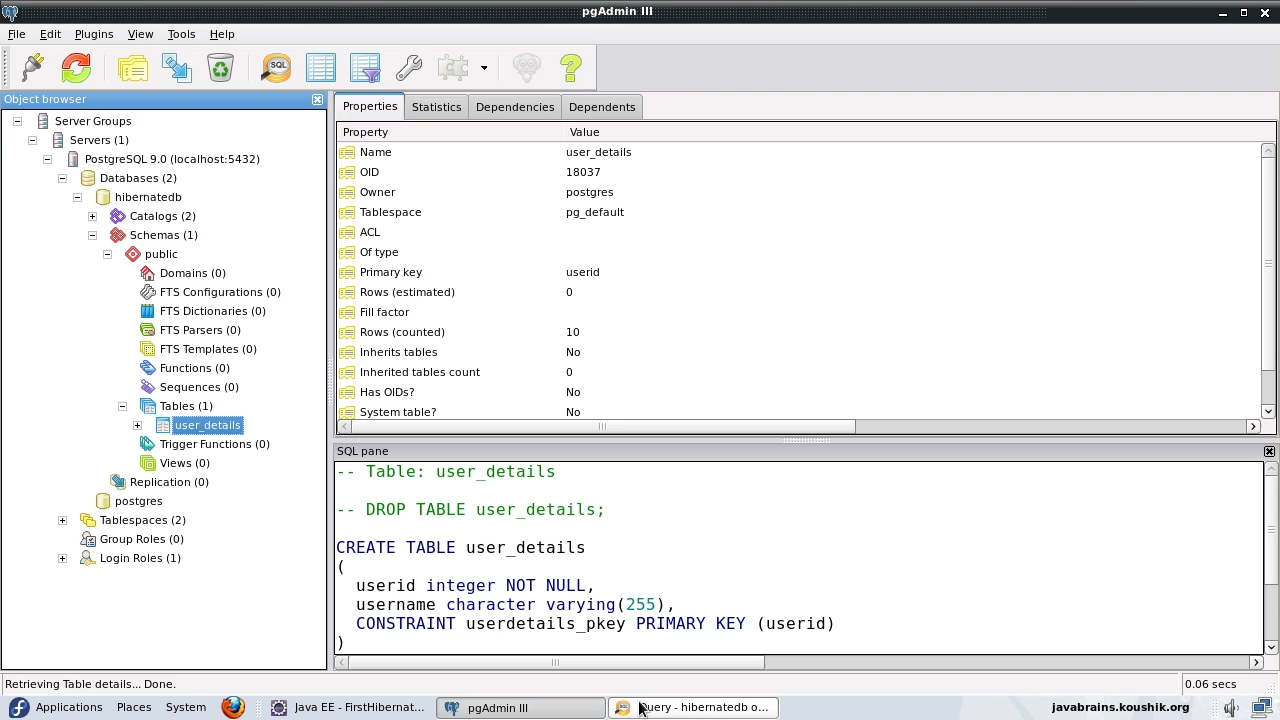 pgAdmin III
File Edit Plugins View Tools Help
SQL
Object browser
Server Groups
Servers (1)
PostgreSQL 9.0 (localhost:5432)
Databases (2)
hibernatedb
Catalogs (2)
Schemas (1)
public
Domains (0)
FTS Configurations (0)
FTS Dictionaries (0)
FTS Parsers (0)
FTS Templates (0)
Functions (0)
Sequences (0)
Tables (1)
user_details
Trigger Functions (0)
Views (0)
Replication (0)
postgres
Tablespaces (2)
Group Roles (0)
Login Roles (1)
Properties Statistics Dependencies Dependents
Property Value
Name user_details
OID 18037
Owner postgres
Tablespace pg_default
ACL
Of type
Primary key userid
Rows (estimated) 0
Fill factor
Rows (counted) 10
Inherits tables No
Inherited tables count 0
Has OIDs? No
System table? No
SQL pane
-- Table: user_details
-- DROP TABLE user_details;
CREATE TABLE user_details
(
userid integer NOT NULL,
username character varying(255),
CONSTRAINT userdetails_pkey PRIMARY KEY (userid)
)
Retrieving Table details... Done. 0.06 secs
Applications Places System Java EE - FirstHibernat... pgAdmin III - hibernatedb o... javabrains.koushik.org